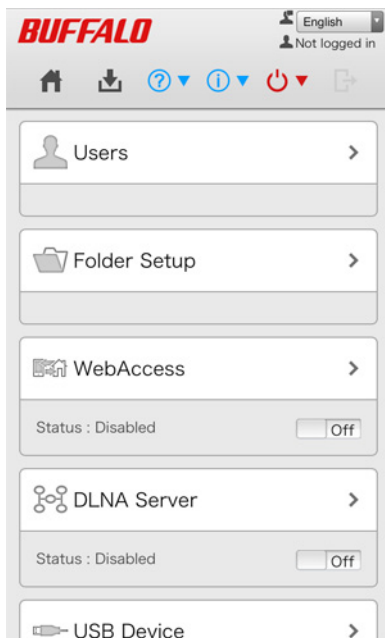 BUFFALO
English
Not logged in
Users
Folder Setup
WebAccess
Status : Disabled
Off
DLNA Server
Status : Disabled
Off
USB Device